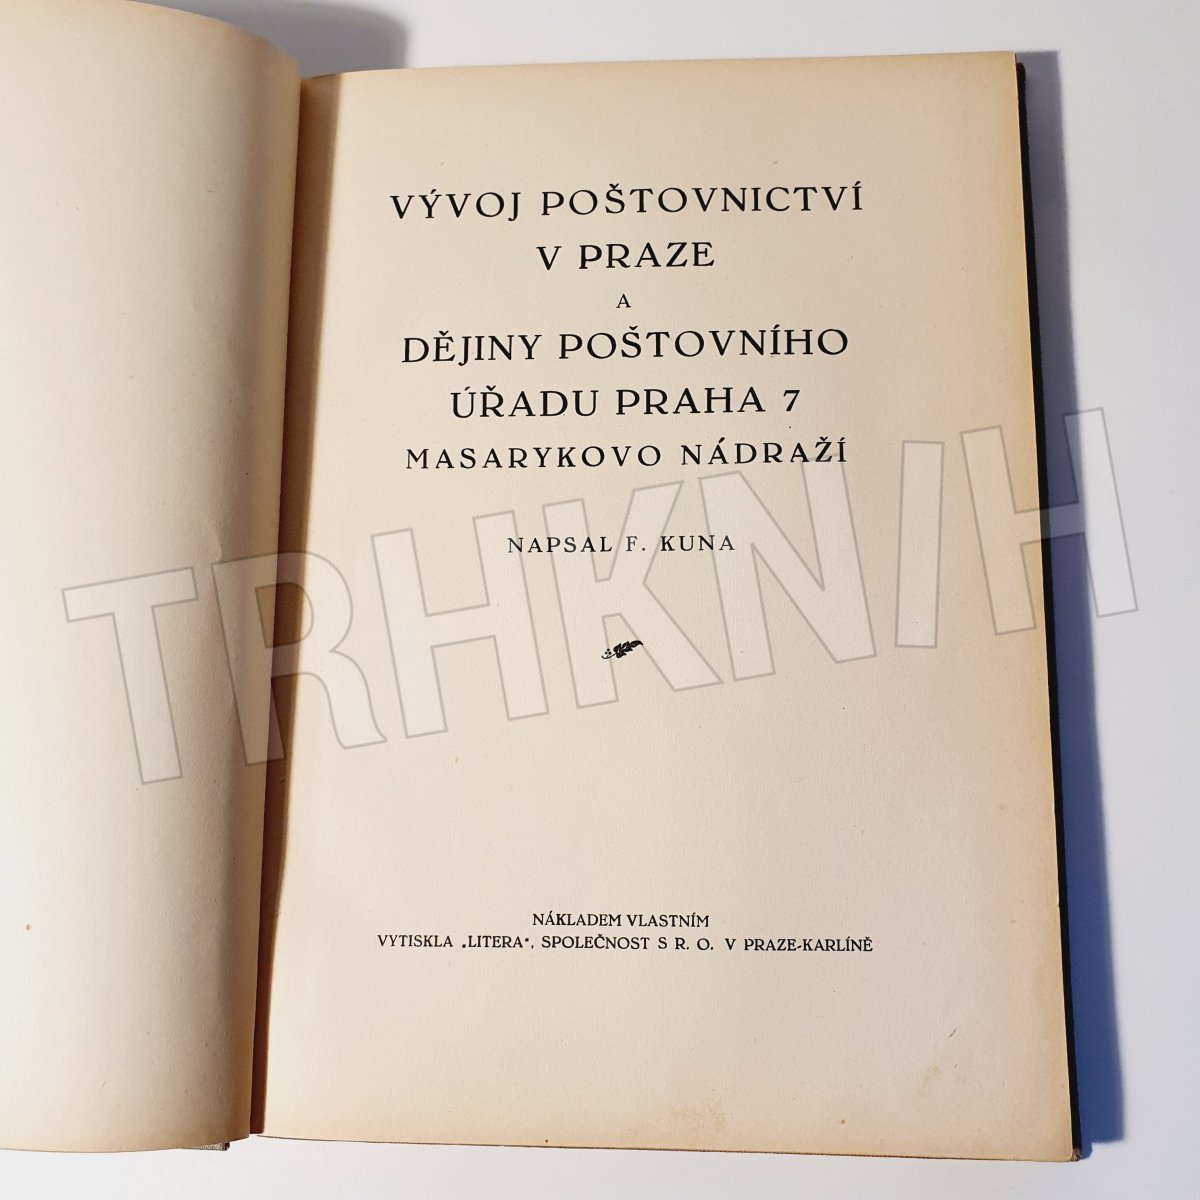 VÝVOJ POŠTOVNICTVÍ
V PRAZE
A
DĚJINY POŠTOVNÍHO
ÚŘADU PRAHA 7
MASARYKOVO NÁDRAŽÍ
NAPSAL F. KUNA
NÁKLADEM VLASTNÍM
VYTISKLA „LITERA“, SPOLEČNOST S R. O. V PRAZE-KARLÍNĚ
TRHKNIH